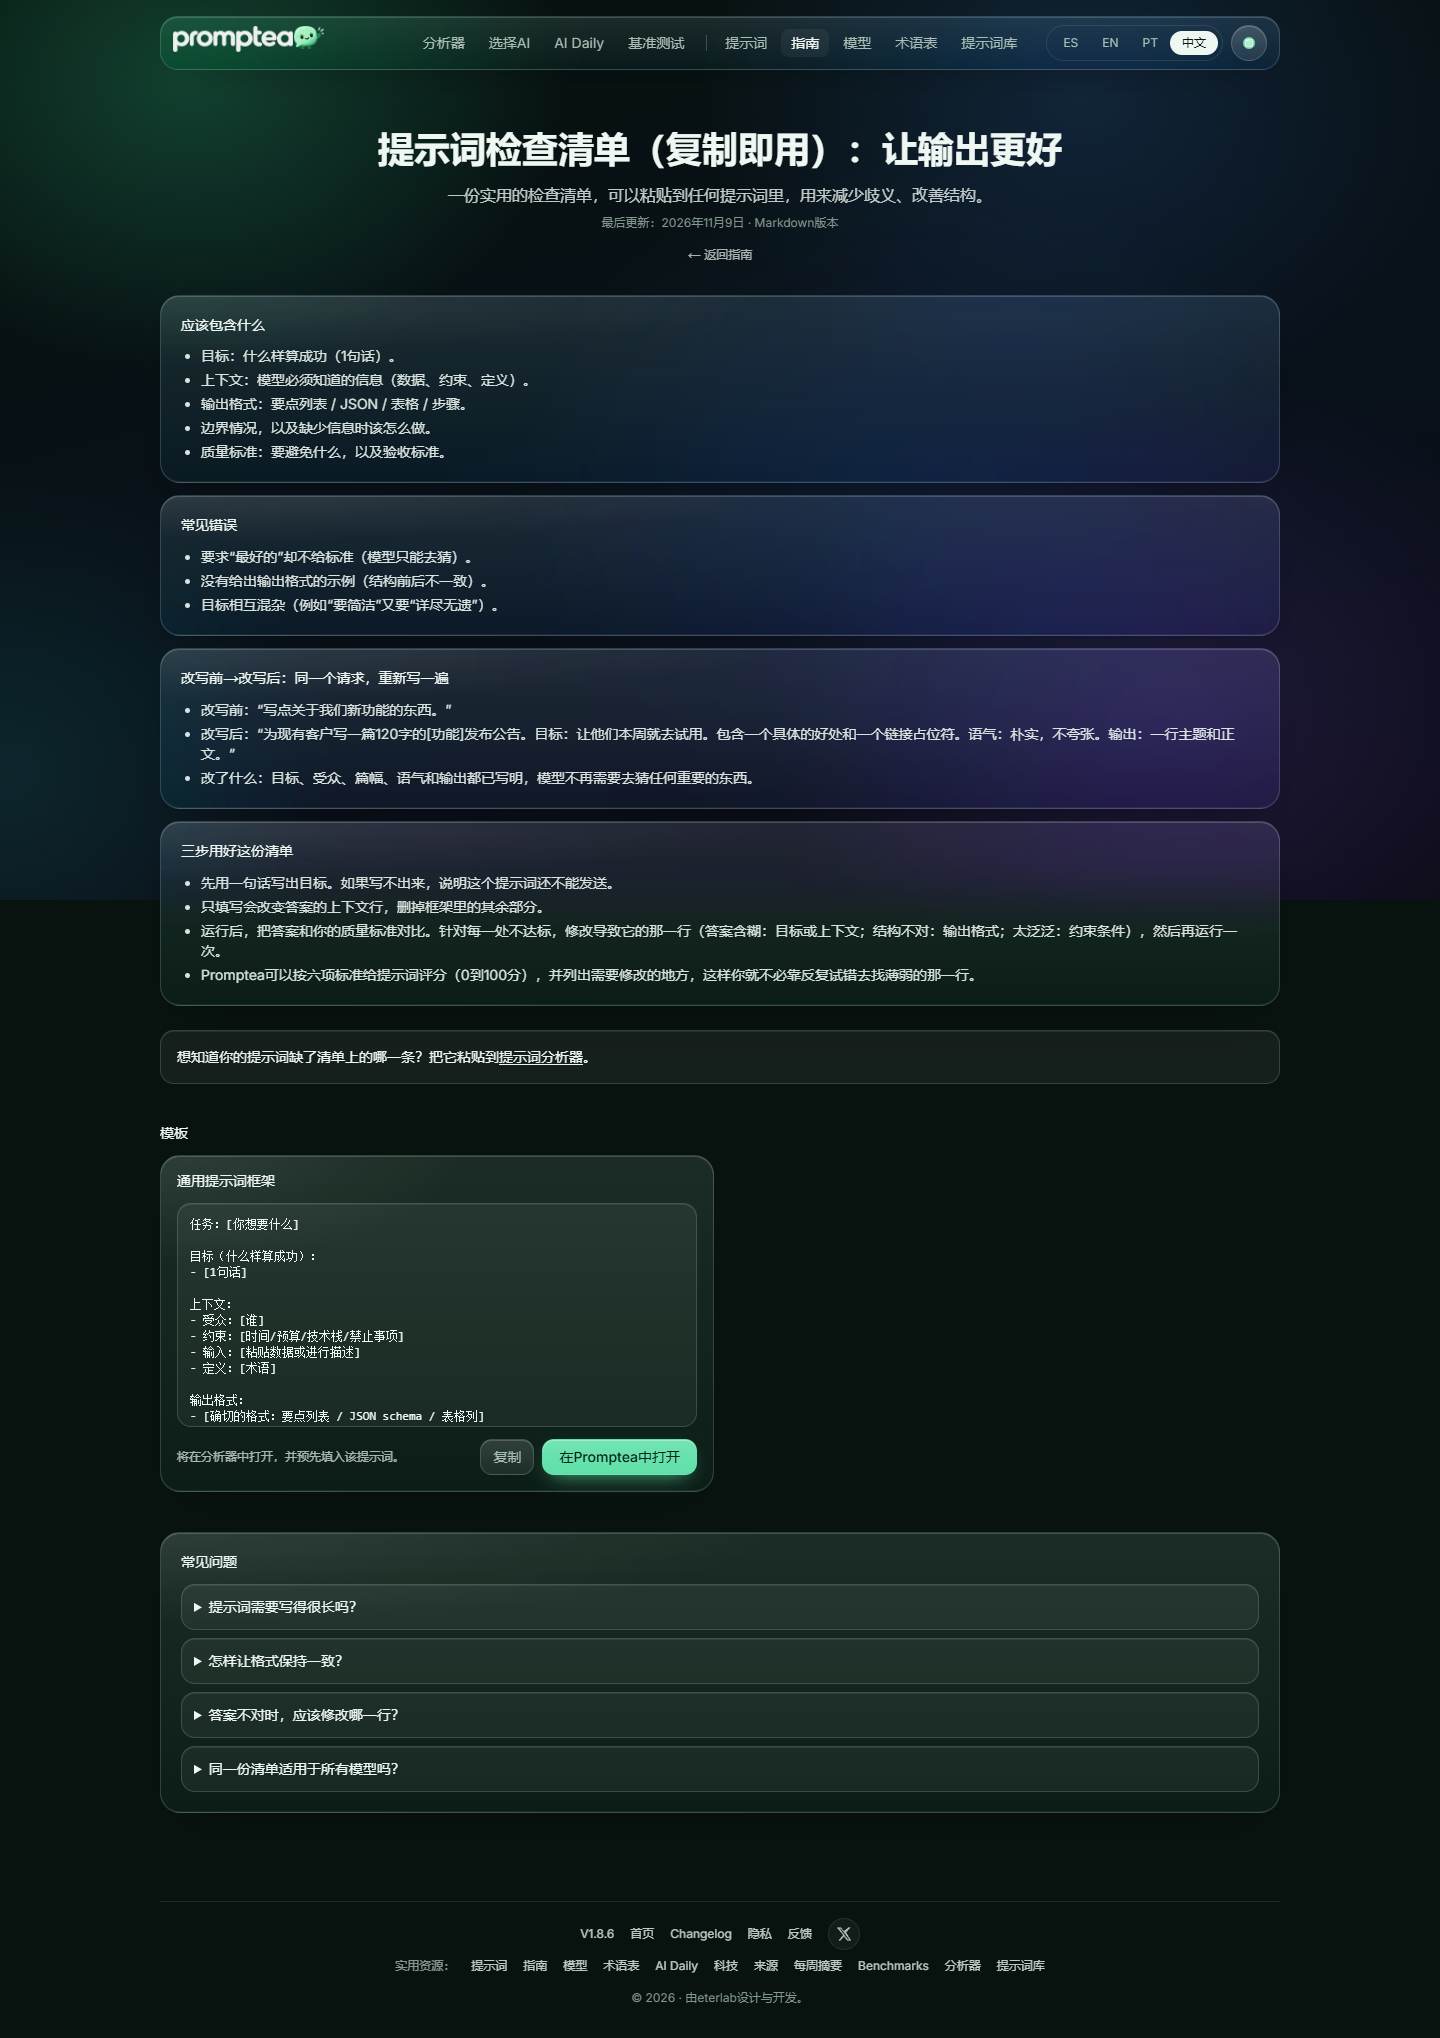 promptea
分析器 选择AI AI Daily 基准测试 提示词 指南 模型 术语表 提示词库 ES EN PT 中文
提示词检查清单（复制即用）：让输出更好
一份实用的检查清单，可以粘贴到任何提示词里，用来减少歧义、改善结构。
最后更新：2026年11月9日 · Markdown版本
← 返回指南
应该包含什么
• 目标：什么样算成功（1句话）。
• 上下文：模型必须知道的信息（数据、约束、定义）。
• 输出格式：要点列表 / JSON / 表格 / 步骤。
• 边界情况，以及缺少信息时该怎么做。
• 质量标准：要避免什么，以及验收标准。
常见错误
• 要求“最好的”却不给标准（模型只能去猜）。
• 没有给出输出格式的示例（结构前后不一致）。
• 目标相互混杂（例如“要简洁”又要“详尽无遗”）。
改写前→改写后：同一个请求，重新写一遍
• 改写前：“写点关于我们新功能的东西。”
• 改写后：“为现有客户写一篇120字的[功能]发布公告。目标：让他们本周就去试用。包含一个具体的好处和一个链接占位符。语气：朴实，不夸张。输出：一行主题和正
文。”
• 改了什么：目标、受众、篇幅、语气和输出都已写明，模型不再需要去猜任何重要的东西。
三步用好这份清单
• 先用一句话写出目标。如果写不出来，说明这个提示词还不能发送。
• 只填写会改变答案的上下文行，删掉框架里的其余部分。
• 运行后，把答案和你的质量标准对比。针对每一处不达标，修改导致它的那一行（答案含糊：目标或上下文；结构不对：输出格式；太泛泛：约束条件），然后再运行一
次。
• Promptea可以按六项标准给提示词评分（0到100分），并列出需要修改的地方，这样你就不必靠反复试错去找薄弱的那一行。
想知道你的提示词缺了清单上的哪一条？把它粘贴到提示词分析器。
模板
通用提示词框架
任务: [你想要什么]
目标（什么样算成功）:
- [1句话]
上下文:
- 受众: [谁]
- 约束: [时间/预算/技术栈/禁止事项]
- 输入: [粘贴数据或进行描述]
- 定义: [术语]
输出格式:
- [确切的格式: 要点列表 / JSON schema / 表格列]
将在分析器中打开，并预先填入该提示词。 复制 在Promptea中打开
常见问题
▶ 提示词需要写得很长吗？
▶ 怎样让格式保持一致？
▶ 答案不对时，应该修改哪一行？
▶ 同一份清单适用于所有模型吗？
V1.8.6 首页 Changelog 隐私 反馈 X
实用资源： 提示词 指南 模型 术语表 AI Daily 科技 来源 每周摘要 Benchmarks 分析器 提示词库
© 2026 · 由eterlab设计与开发。